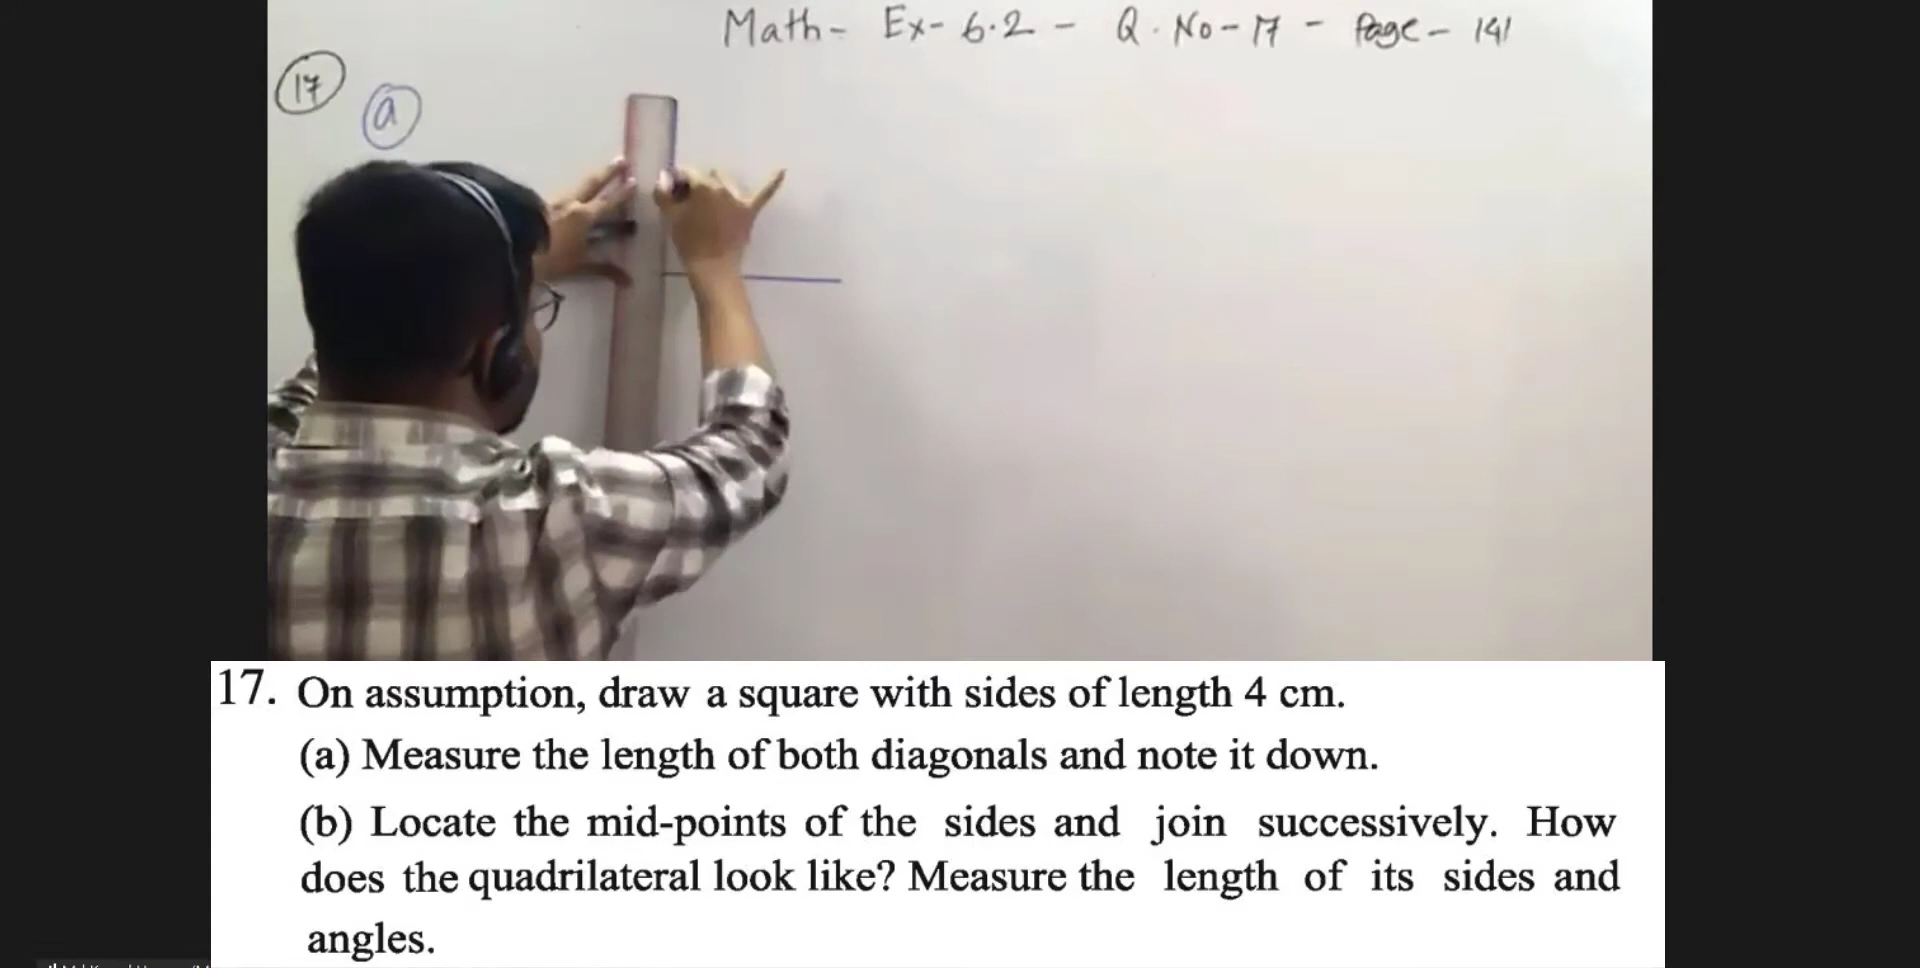 Math - Ex - 6.2 - Q. No - 17 - Page - 141
17
a
17. On assumption, draw a square with sides of length 4 cm.
(a) Measure the length of both diagonals and note it down.
(b) Locate the mid-points of the sides and join successively. How
does the quadrilateral look like? Measure the length of its sides and
angles.